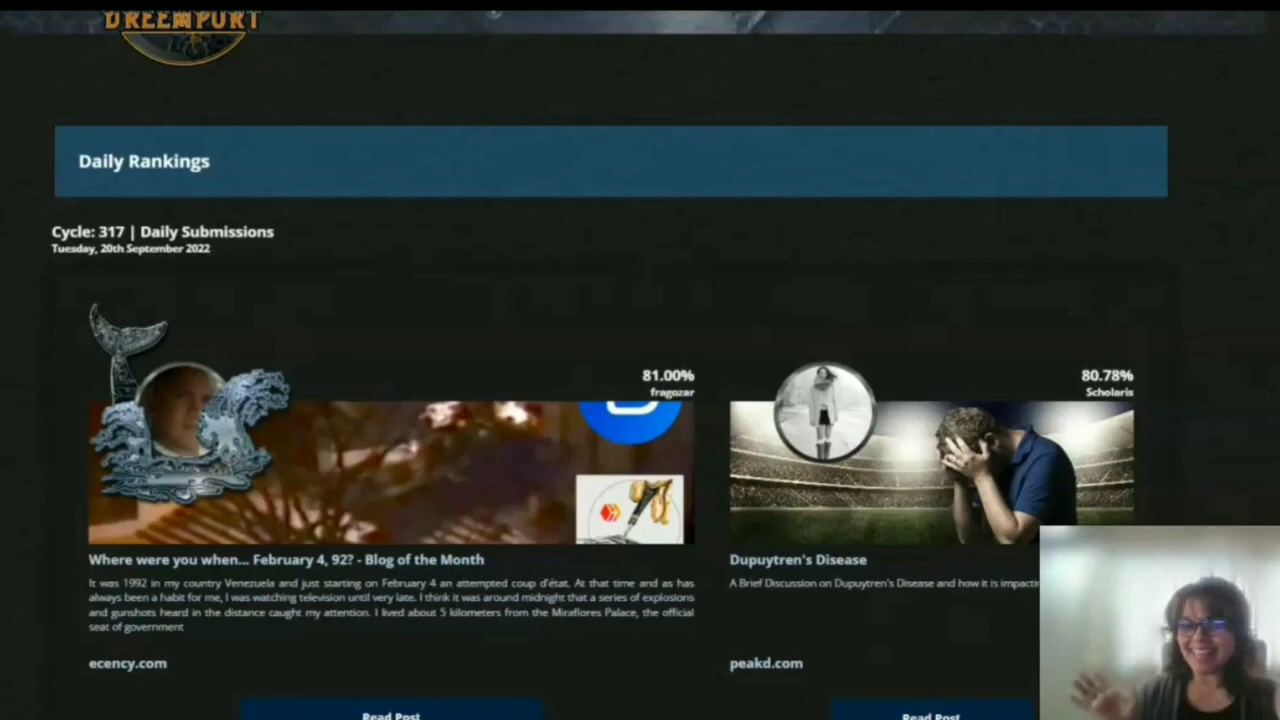 DREEMPORT
Daily Rankings
Cycle: 317 | Daily Submissions
Tuesday, 20th September 2022
81.00%
fragozar
80.78%
Scholaris
Where were you when... February 4, 92? - Blog of the Month
It was 1992 in my country Venezuela and just starting on February 4 an attempted coup d'état. At that time and as has
always been a habit for me, I was watching television until very late. I think it was around midnight that a series of explosions
and gunshots heard in the distance caught my attention. I lived about 5 kilometers from the Miraflores Palace, the official
seat of government
ecency.com
Read Post
Dupuytren's Disease
A Brief Discussion on Dupuytren's Disease and how it is impacti
peakd.com
Read Post